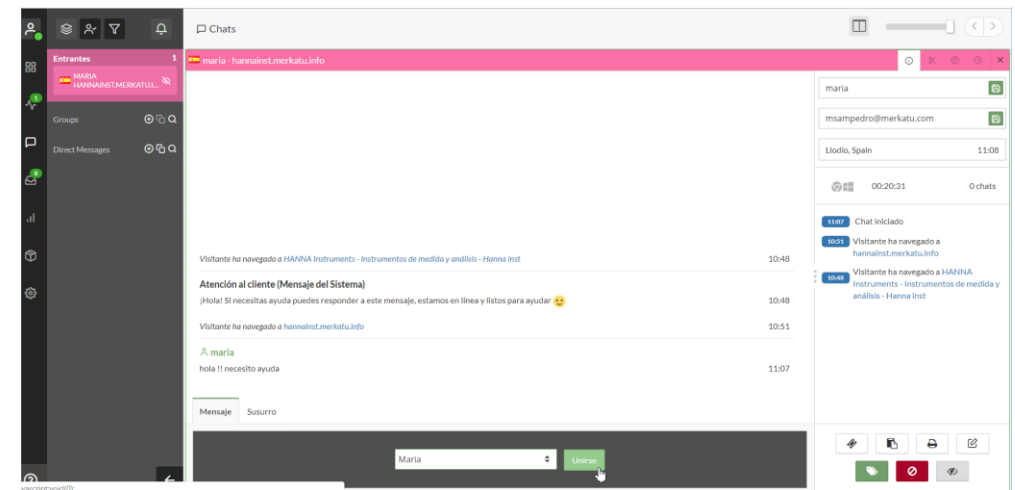 Chats
Entrantes 1
MARIA
HANNAINST.MERKATU.I...
Groups
Direct Messages
1
8
maria - hannainst.merkatu.info
Visitante ha navegado a HANNA Instruments - Instrumentos de medida y análisis - Hanna Inst 10:48
Atención al cliente (Mensaje del Sistema)
¡Hola! Si necesitas ayuda puedes responder a este mensaje, estamos en línea y listos para ayudar 🙂 10:48
Visitante ha navegado a hannainst.merkatu.info 10:51
maria
hola !! necesito ayuda 11:07
Mensaje Susurro
Maria Unirse
maria
msampedro@merkatu.com
Llodio, Spain 11:08
00:20:31 0 chats
11:07 Chat iniciado
10:51 Visitante ha navegado a
hannainst.merkatu.info
10:48 Visitante ha navegado a HANNA
Instruments - Instrumentos de medida y
análisis - Hanna Inst